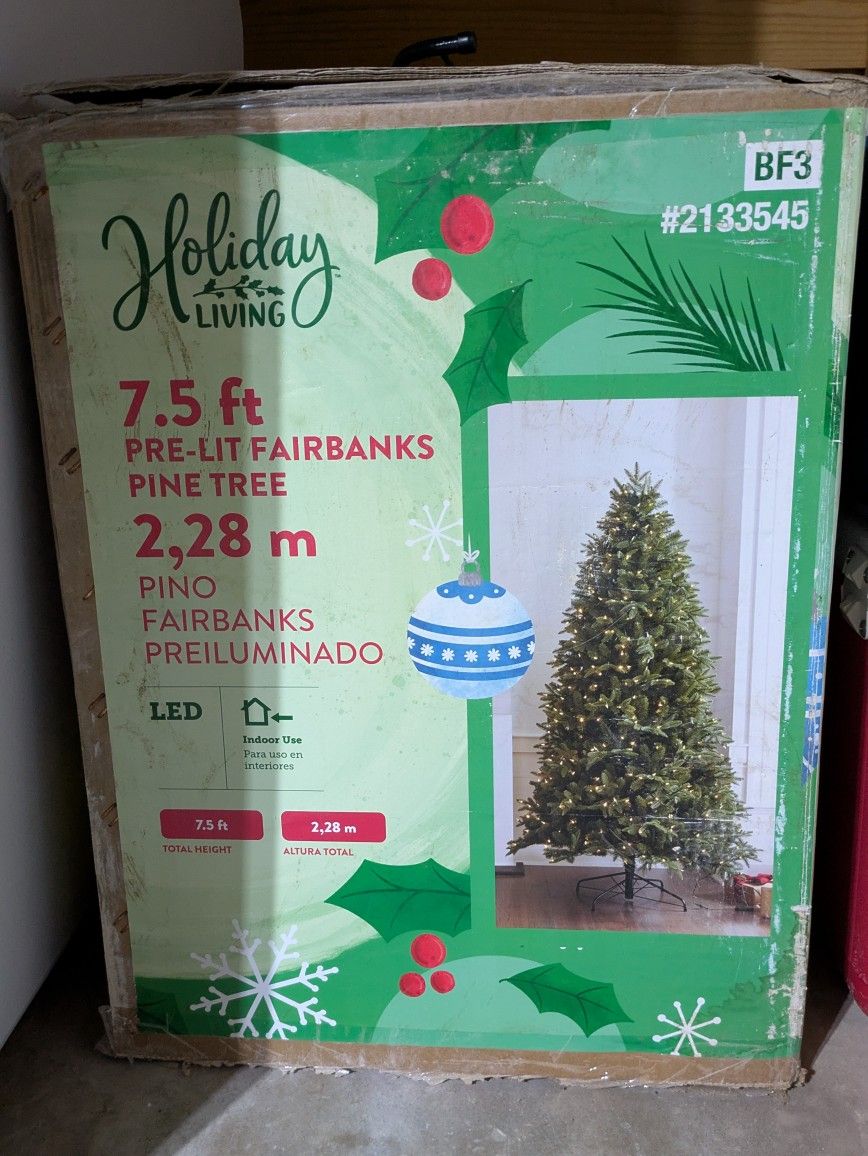 BF3
#2133545
Holiday
LIVING
7.5 ft
PRE-LIT FAIRBANKS
PINE TREE
2,28 m
PINO
FAIRBANKS
PREILUMINADO
LED
Indoor Use
Para uso en
interiores
7.5 ft
TOTAL HEIGHT
2,28 m
ALTURA TOTAL